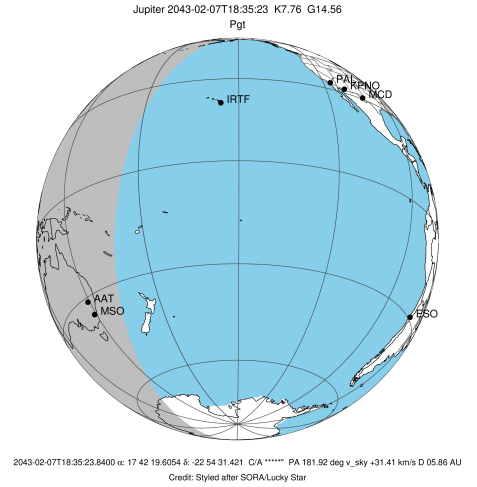 Jupiter 2043-02-07T18:35:23 K7.76 G14.56
Pgt
PAL
KPNO
MCD
IRTF
AAT
MSO
ESO
2043-02-07T18:35:23.8400 α: 17 42 19.6054 δ: -22 54 31.421 C/A *****" PA 181.92 deg v_sky +31.41 km/s D 05.86 AU
Credit: Styled after SORA/Lucky Star